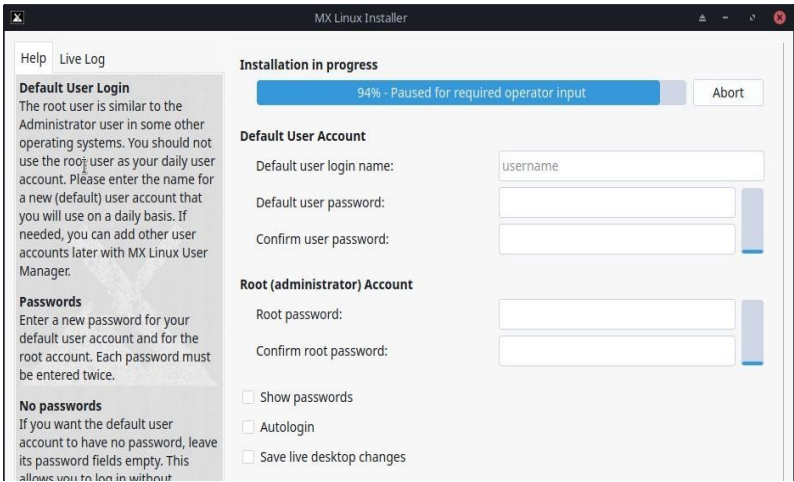 MX Linux Installer
Help
Live Log
Default User Login
The root user is similar to the
Administrator user in some other
operating systems. You should not
use the root user as your daily user
account. Please enter the name for
a new (default) user account that
you will use on a daily basis. If
needed, you can add other user
accounts later with MX Linux User
Manager.
Passwords
Enter a new password for your
default user account and for the
root account. Each password must
be entered twice.
No passwords
If you want the default user
account to have no password, leave
its password fields empty. This
allows you to log in without
Installation in progress
94% - Paused for required operator input
Abort
Default User Account
Default user login name:
username
Default user password:
Confirm user password:
Root (administrator) Account
Root password:
Confirm root password:
Show passwords
Autologin
Save live desktop changes